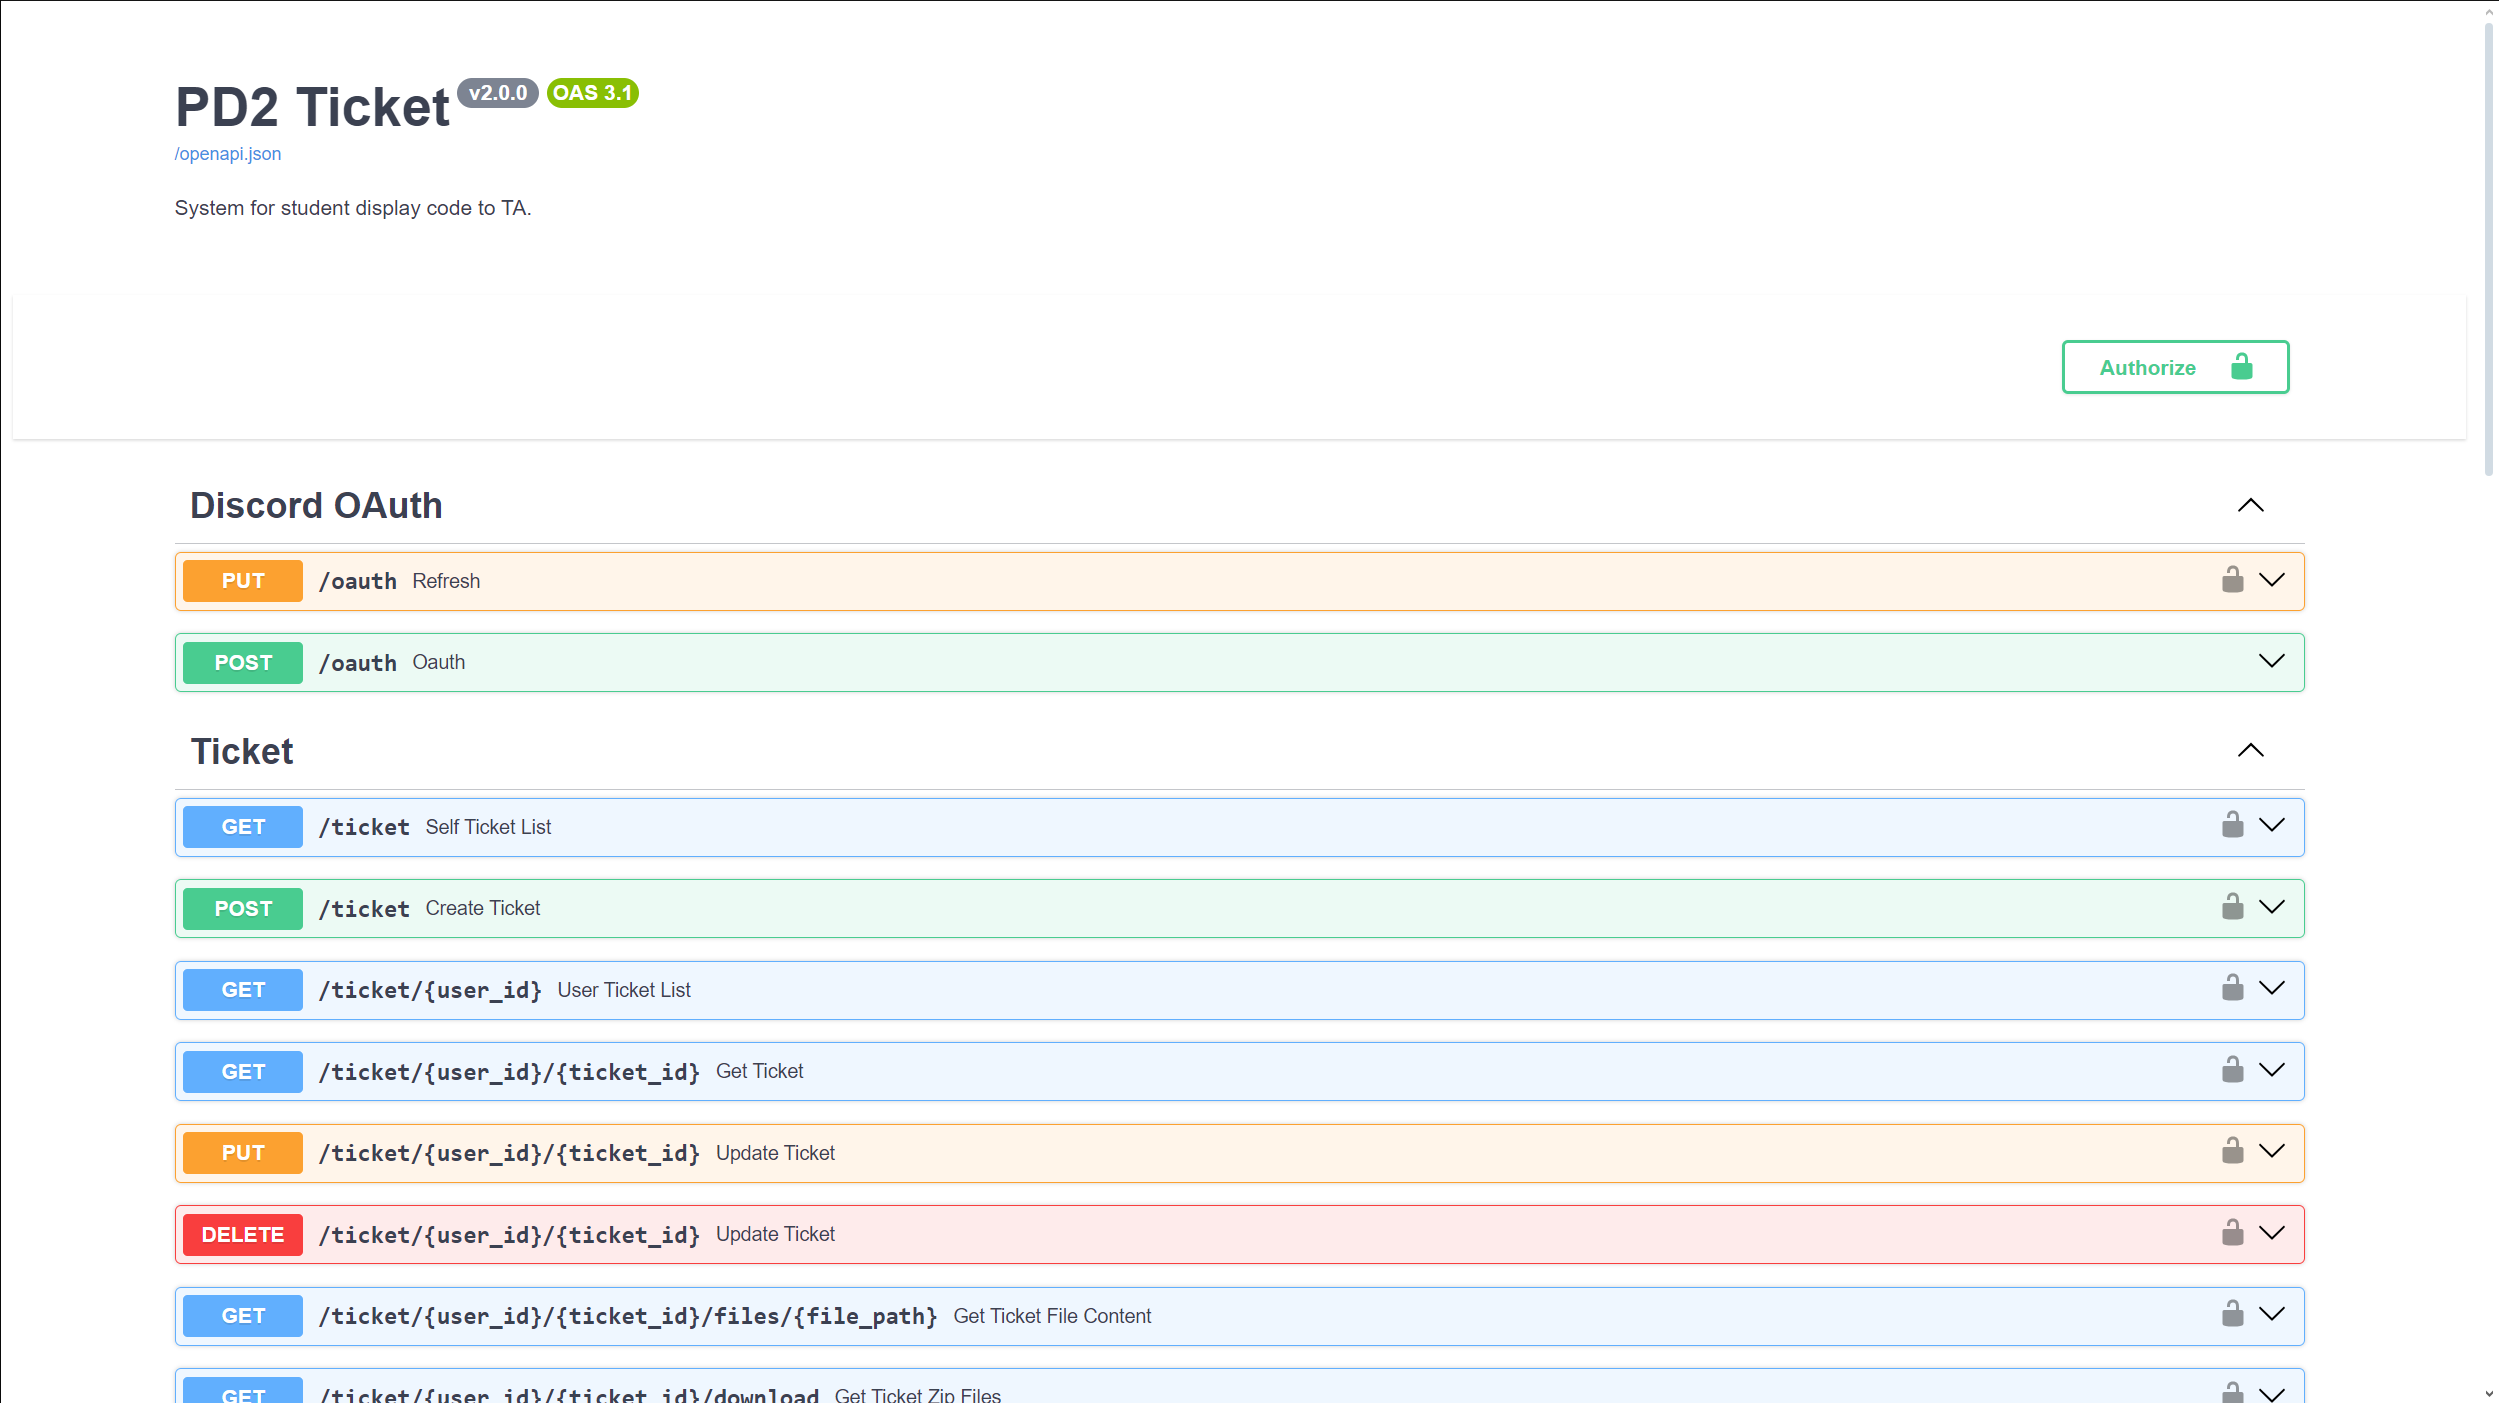 PD2 Ticket v2.0.0 OAS 3.1
/openapi.json
System for student display code to TA.
Authorize
Discord OAuth
PUT /oauth Refresh
POST /oauth Oauth
Ticket
GET /ticket Self Ticket List
POST /ticket Create Ticket
GET /ticket/{user_id} User Ticket List
GET /ticket/{user_id}/{ticket_id} Get Ticket
PUT /ticket/{user_id}/{ticket_id} Update Ticket
DELETE /ticket/{user_id}/{ticket_id} Update Ticket
GET /ticket/{user_id}/{ticket_id}/files/{file_path} Get Ticket File Content
GET /ticket/{user_id}/{ticket_id}/download Get Ticket Zip Files